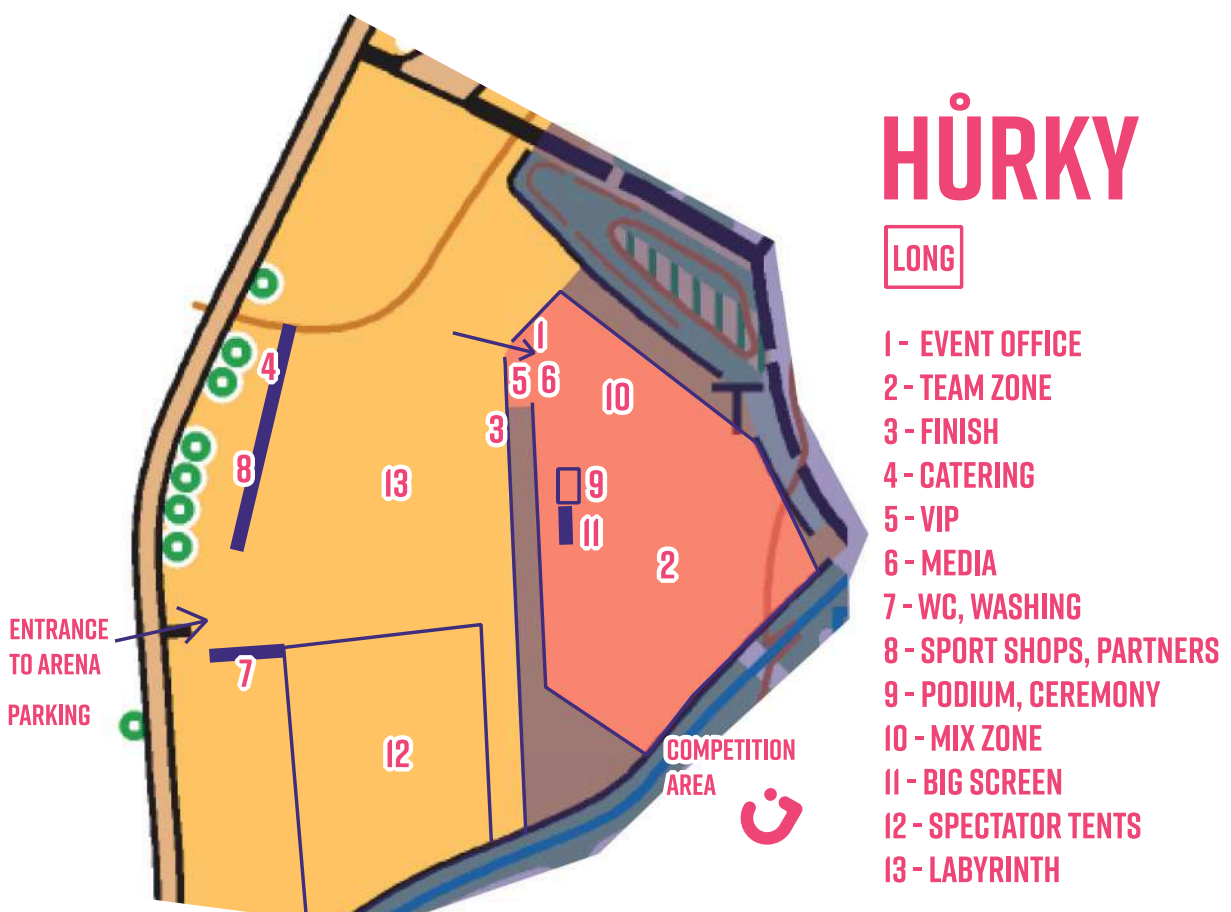 HŮRKY
LONG
1 - EVENT OFFICE
2 - TEAM ZONE
3 - FINISH
4 - CATERING
5 - VIP
6 - MEDIA
7 - WC, WASHING
8 - SPORT SHOPS, PARTNERS
9 - PODIUM, CEREMONY
10 - MIX ZONE
11 - BIG SCREEN
12 - SPECTATOR TENTS
13 - LABYRINTH
1
4
5 6
10
3
8
13
9
11
2
ENTRANCE
TO ARENA
7
PARKING
12
COMPETITION
AREA